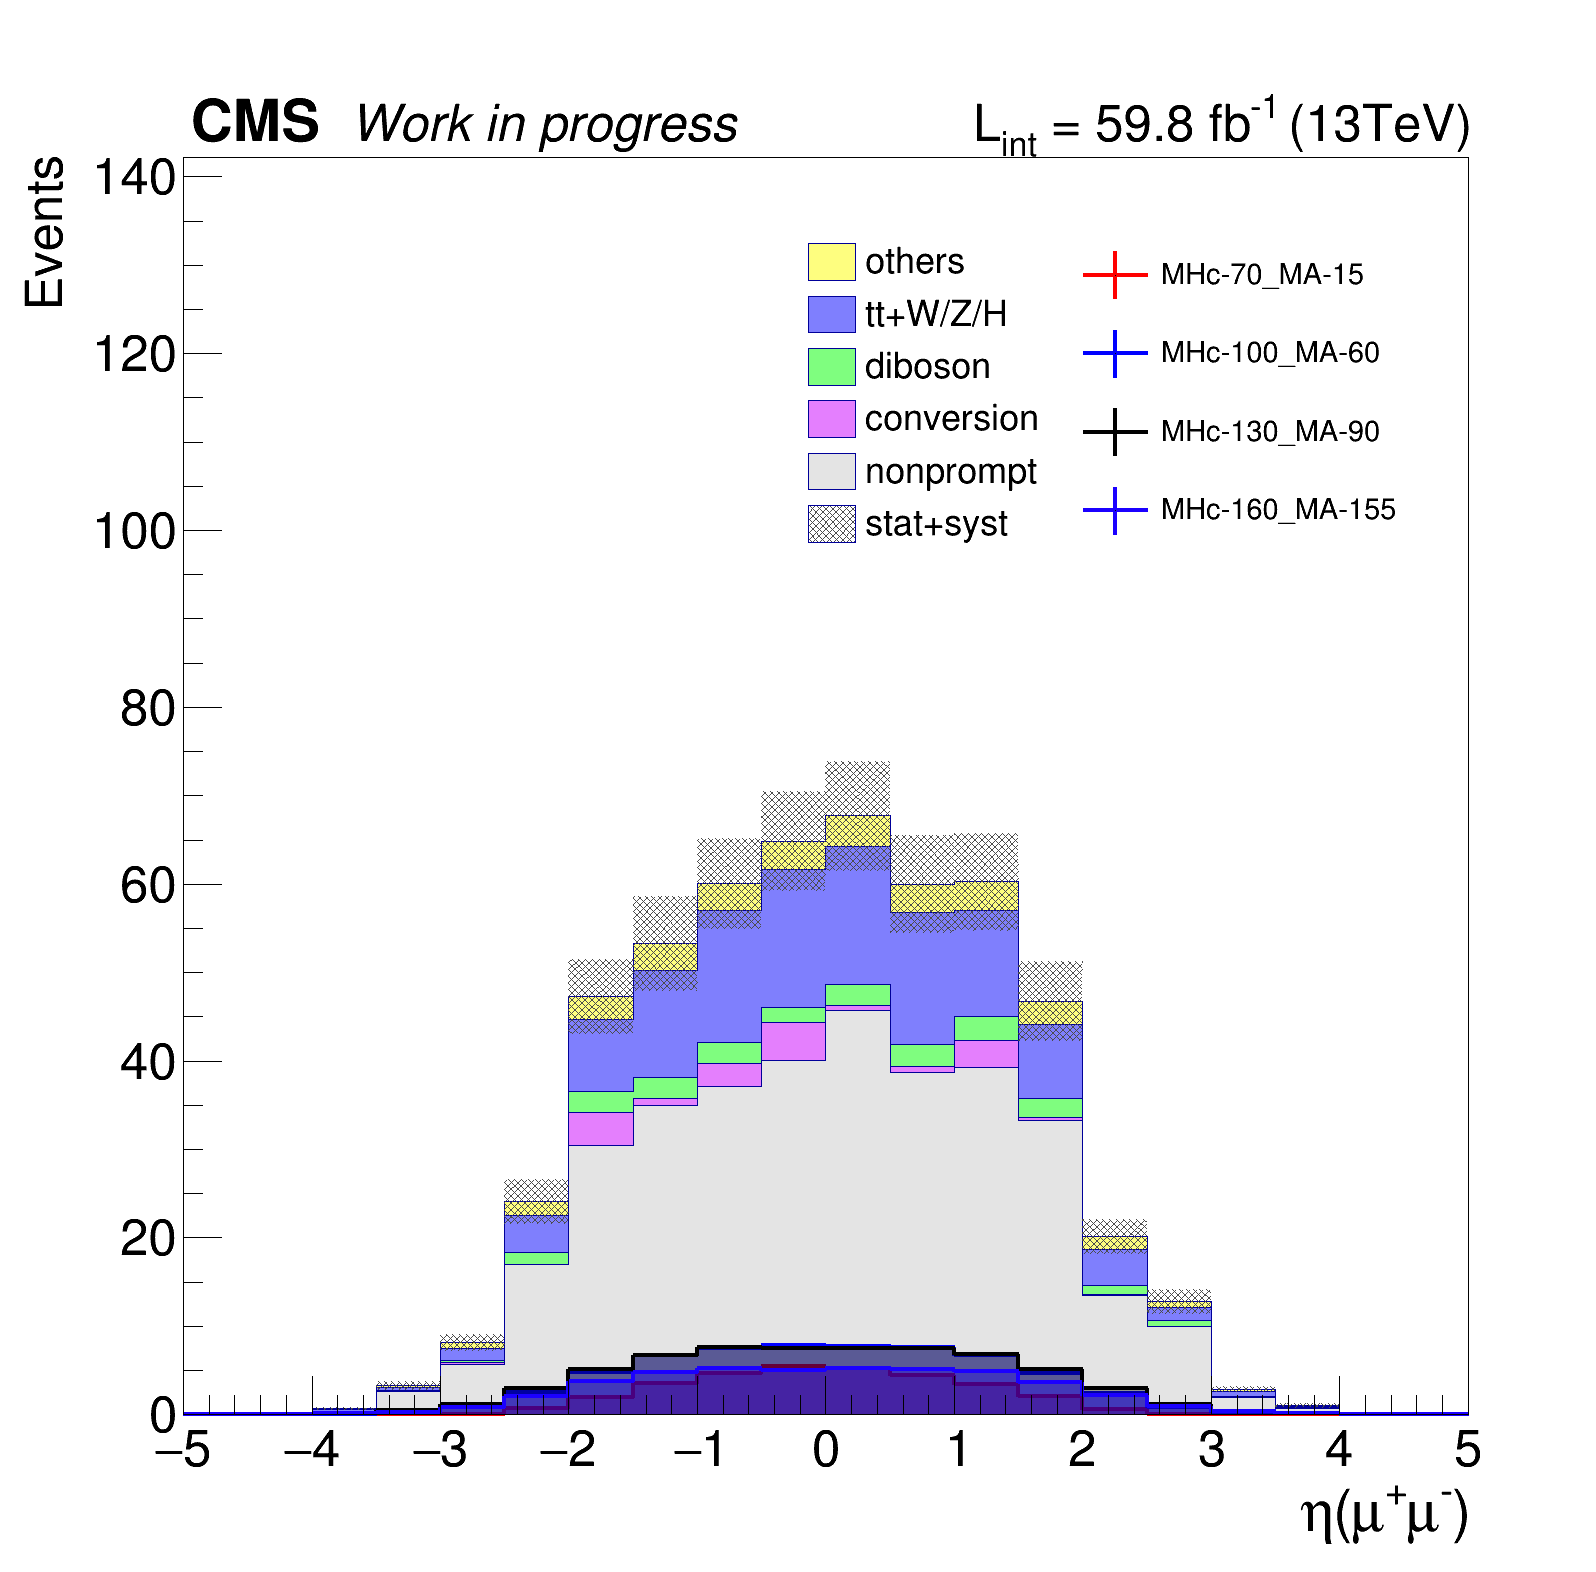 CMS Work in progress L_int = 59.8 fb^-1 (13TeV)
Events
140
120
100
80
60
40
20
0
others
tt+W/Z/H
diboson
conversion
nonprompt
stat+syst
MHc-70_MA-15
MHc-100_MA-60
MHc-130_MA-90
MHc-160_MA-155
−5 −4 −3 −2 −1 0 1 2 3 4 5
η(μ⁺μ⁻)